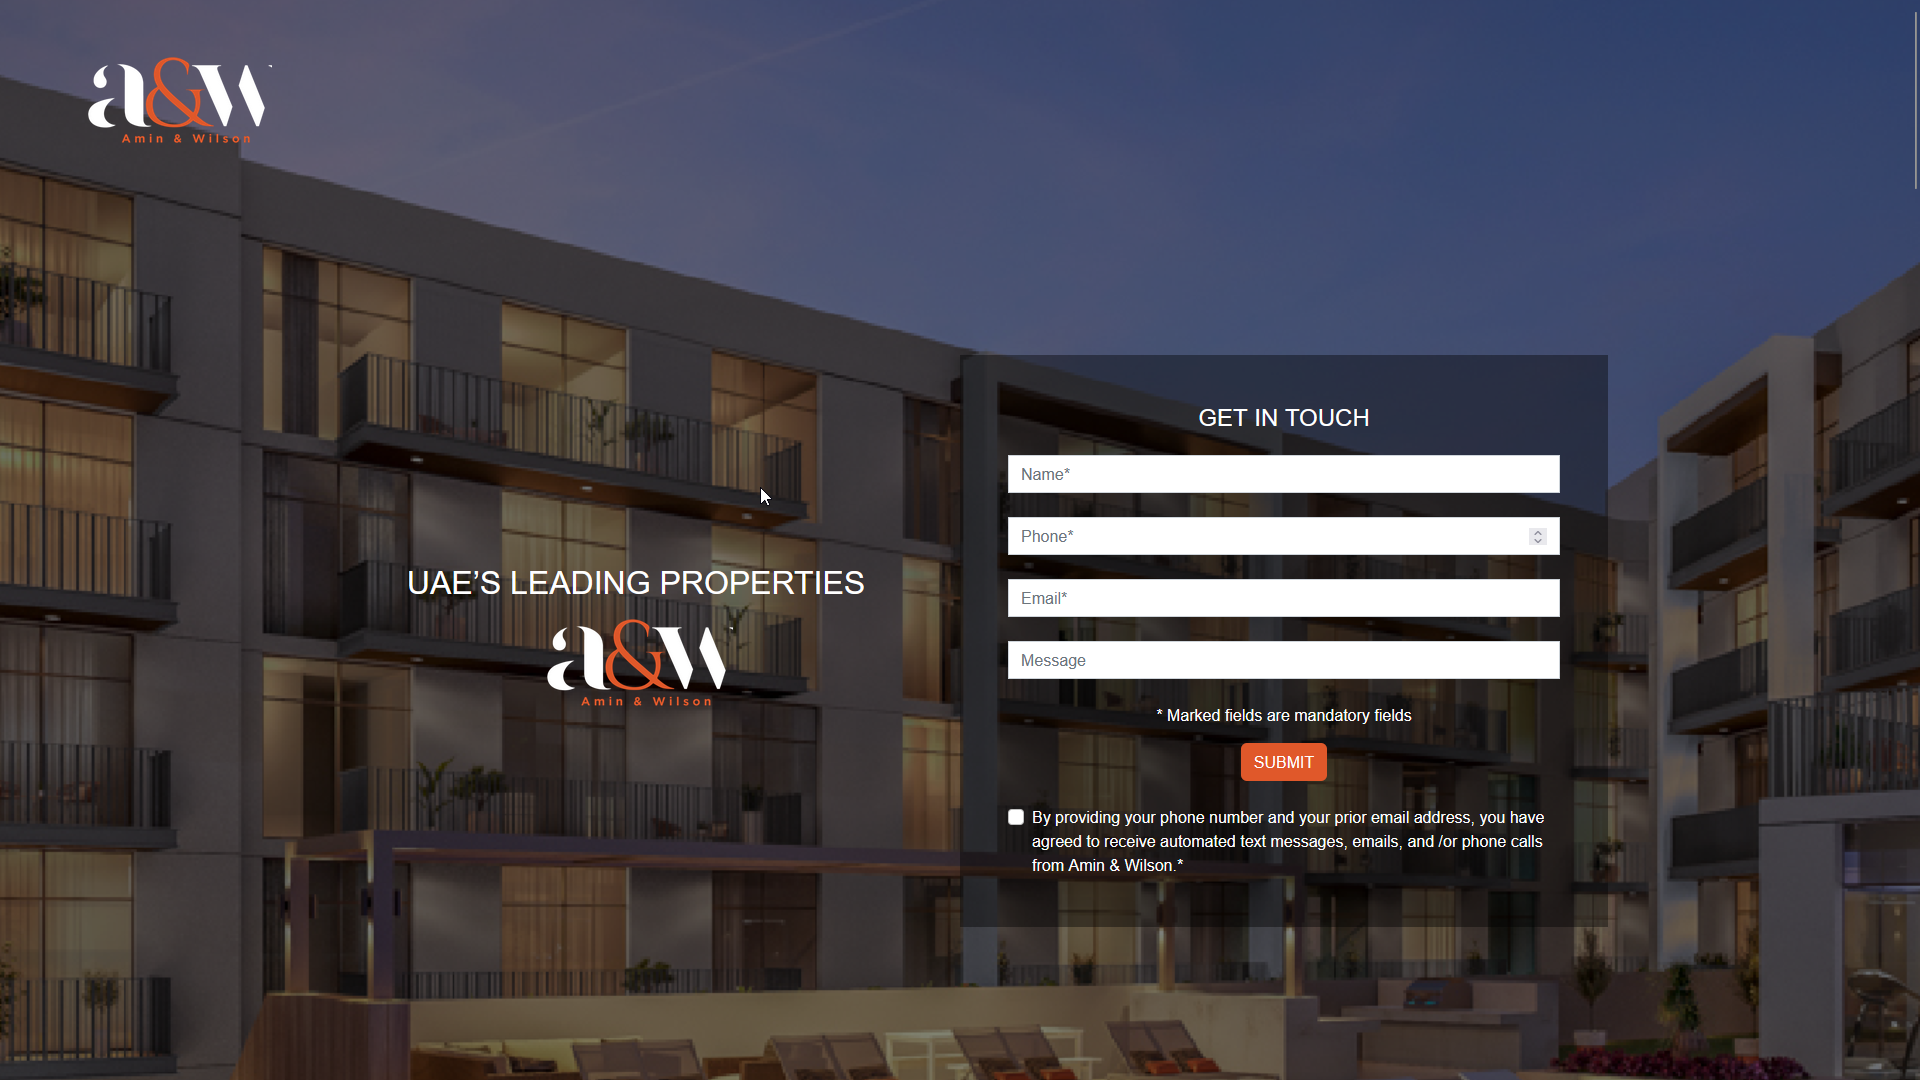 a&w
Amin & Wilson
GET IN TOUCH
Name*
Phone*
Email*
Message
* Marked fields are mandatory fields
SUBMIT
By providing your phone number and your prior email address, you have
agreed to receive automated text messages, emails, and /or phone calls
from Amin & Wilson.*
UAE’S LEADING PROPERTIES
a&w
Amin & Wilson